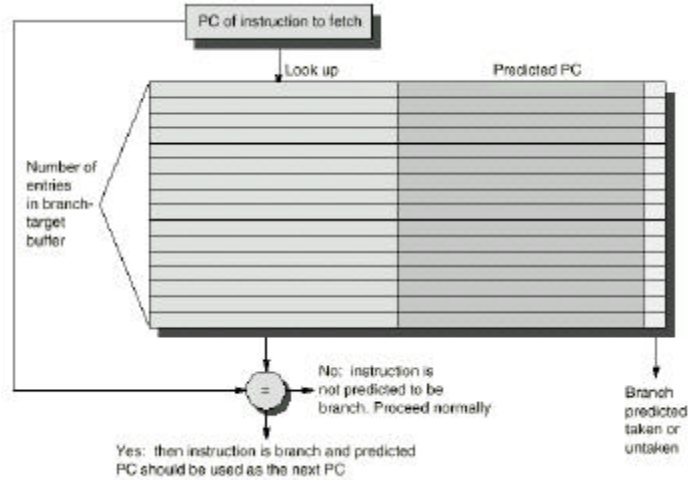 PC of instruction to fetch
Look up
Predicted PC
Number of
entries
in branch-
target
buffer
=
No: instruction is
not predicted to be
branch. Proceed normally
Branch
predicted
taken or
untaken
Yes: then instruction is branch and predicted
PC should be used as the next PC